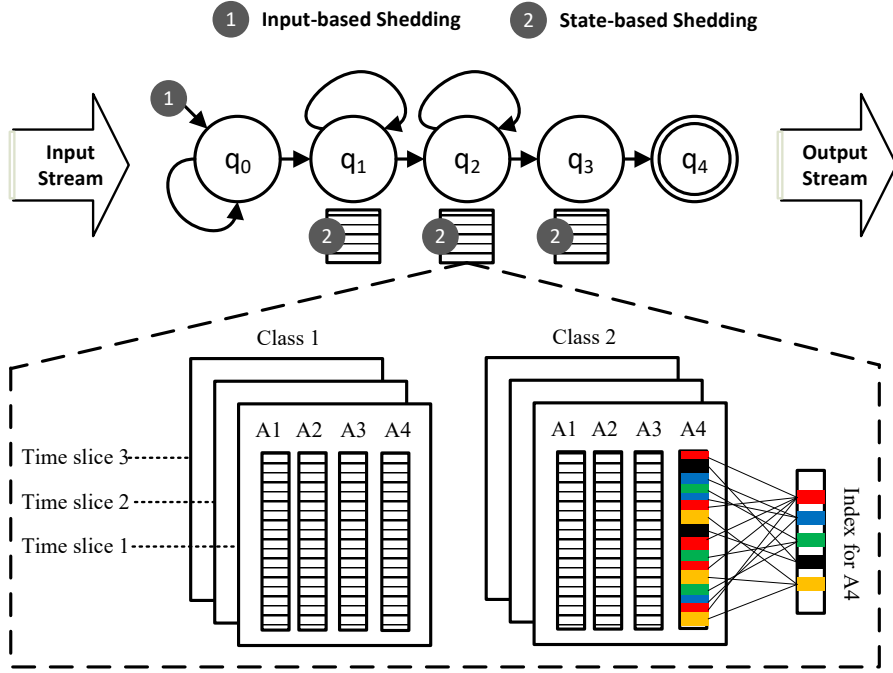 1 Input-based Shedding 2 State-based Shedding
1
Input
Stream
q0 q1 q2 q3 q4
Output
Stream
2 2 2
Class 1 Class 2
A1 A2 A3 A4 A1 A2 A3 A4
Time slice 3
Time slice 2
Time slice 1
Index for A4